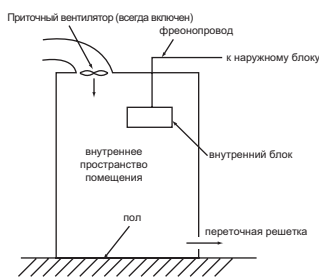 Приточный вентилятор (всегда включен)
фреонопровод
к наружному блоку
внутренний блок
внутреннее
пространство
помещения
пол
переточная решетка